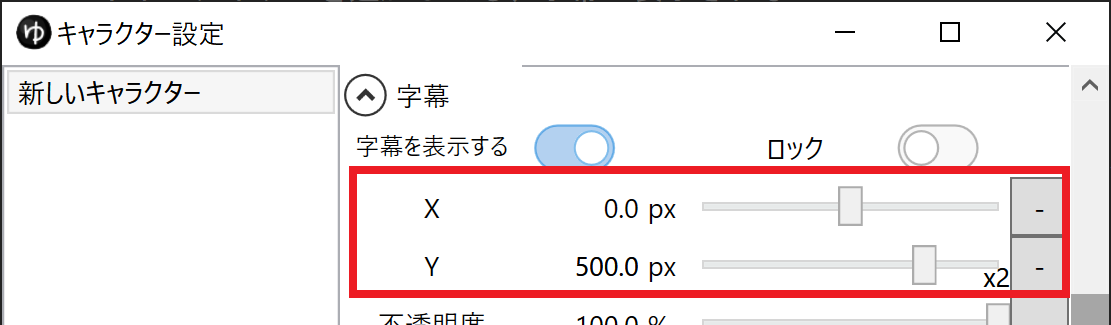 ゆ キャラクター設定
新しいキャラクター
字幕
字幕を表示する ロック
X 0.0 px -
Y 500.0 px -
x2
不透明度 100.0 %